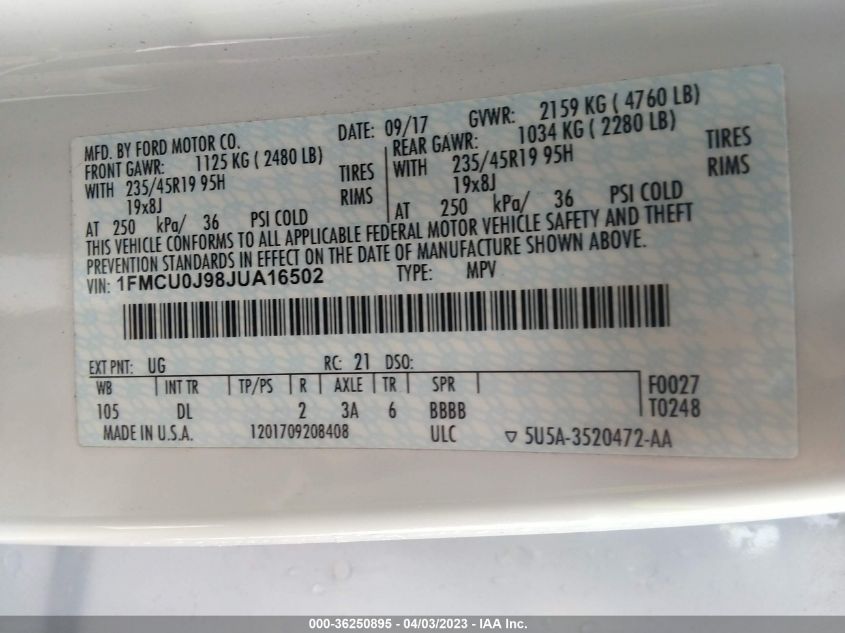 MFD. BY FORD MOTOR CO. DATE: 09/17 GVWR: 2159 KG ( 4760 LB)
FRONT GAWR: 1125 KG ( 2480 LB) REAR GAWR: 1034 KG ( 2280 LB)
WITH 235/45R19 95H TIRES WITH 235/45R19 95H TIRES
19x8J RIMS 19x8J RIMS
AT 250 kPa/ 36 PSI COLD AT 250 kPa/ 36 PSI COLD
THIS VEHICLE CONFORMS TO ALL APPLICABLE FEDERAL MOTOR VEHICLE SAFETY AND THEFT
PREVENTION STANDARDS IN EFFECT ON THE DATE OF MANUFACTURE SHOWN ABOVE.
VIN: 1FMCU0J98JUA16502 TYPE: MPV
EXT PNT: UG RC: 21 DSO:
WB INT TR TP/PS R AXLE TR SPR F0027
105 DL 2 3A 6 BBBB T0248
MADE IN U.S.A. 1201709208408 ULC ▽ 5U5A-3520472-AA
000-36250895 - 04/03/2023 - IAA Inc.